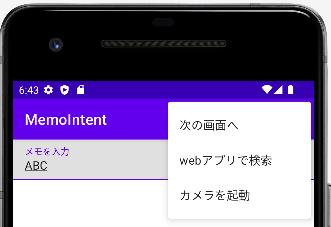 6:43
MemoIntent
メモを入力
ABC
次の画面へ
webアプリで検索
カメラを起動